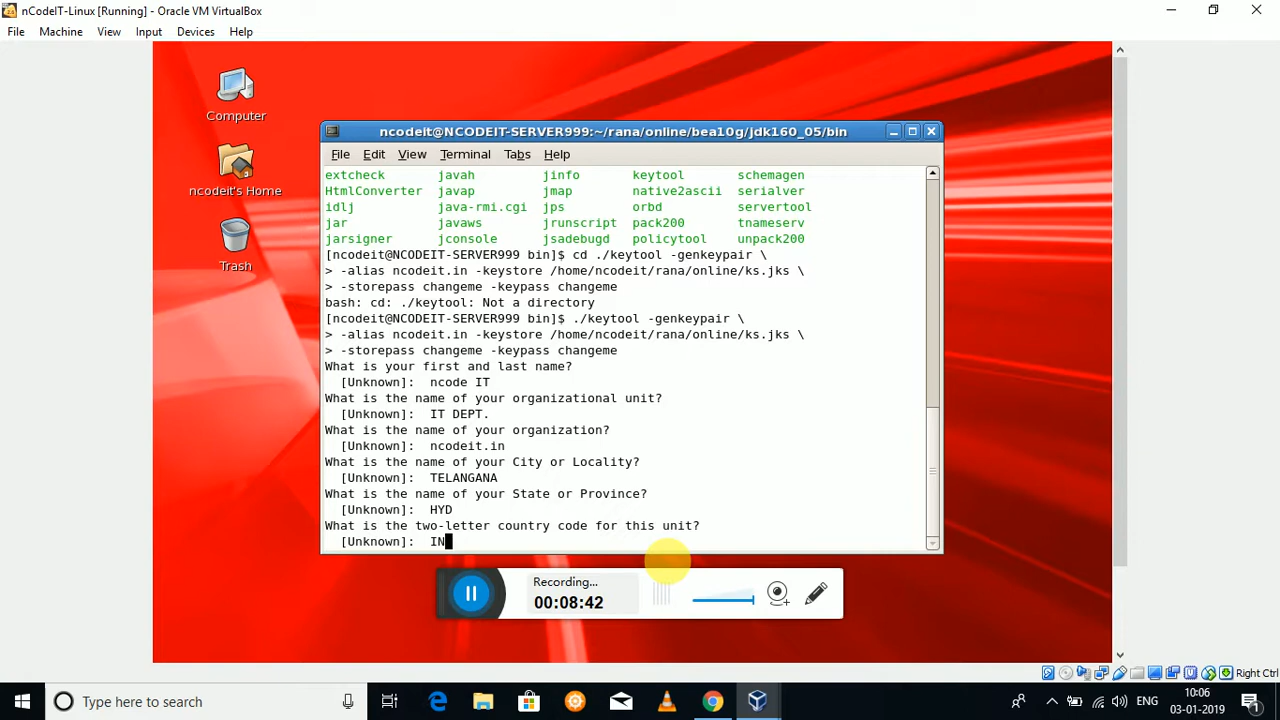 nCodeIT-Linux [Running] - Oracle VM VirtualBox
File Machine View Input Devices Help
Computer
ncodeit's Home
Trash
ncodeit@NCODEIT-SERVER999:~/rana/online/bea10g/jdk160_05/bin
File Edit View Terminal Tabs Help
extcheck javah jinfo keytool schemagen
HtmlConverter javap jmap native2ascii serialver
idlj java-rmi.cgi jps orbd servertool
jar javaws jrunscript pack200 tnameserv
jarsigner jconsole jsadebugd policytool unpack200
[ncodeit@NCODEIT-SERVER999 bin]$ cd ./keytool -genkeypair \
> -alias ncodeit.in -keystore /home/ncodeit/rana/online/ks.jks \
> -storepass changeme -keypass changeme
bash: cd: ./keytool: Not a directory
[ncodeit@NCODEIT-SERVER999 bin]$ ./keytool -genkeypair \
> -alias ncodeit.in -keystore /home/ncodeit/rana/online/ks.jks \
> -storepass changeme -keypass changeme
What is your first and last name?
[Unknown]: ncode IT
What is the name of your organizational unit?
[Unknown]: IT DEPT.
What is the name of your organization?
[Unknown]: ncodeit.in
What is the name of your City or Locality?
[Unknown]: TELANGANA
What is the name of your State or Province?
[Unknown]: HYD
What is the two-letter country code for this unit?
[Unknown]: IN
Recording...
00:08:42
Right Ctrl
Type here to search
ENG
10:06
03-01-2019
1